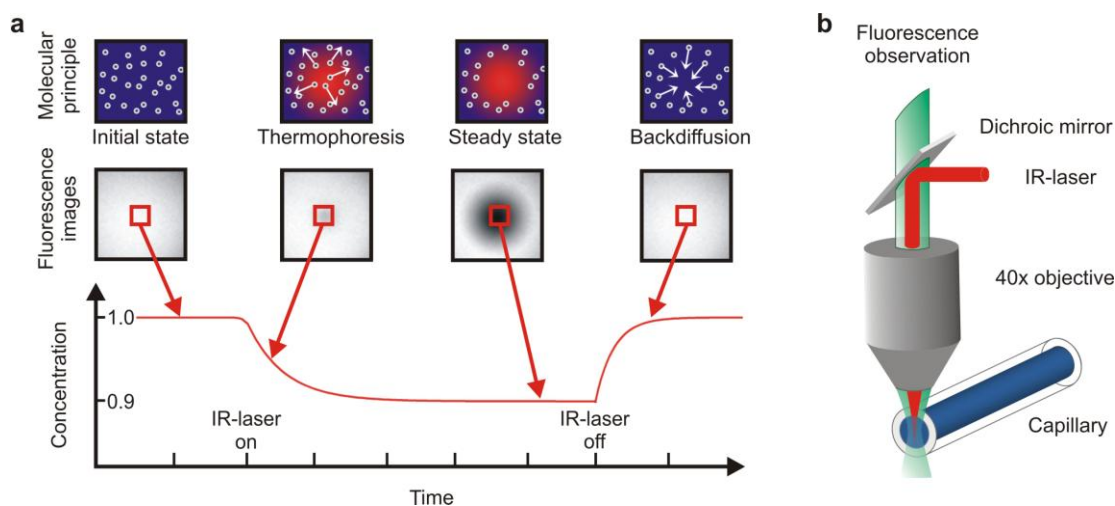 a
Molecular
principle
Initial state
Thermophoresis
Steady state
Backdiffusion
Fluorescence
images
Concentration
1.0
0.9
IR-laser
on
IR-laser
off
Time
b
Fluorescence
observation
Dichroic mirror
IR-laser
40x objective
Capillary